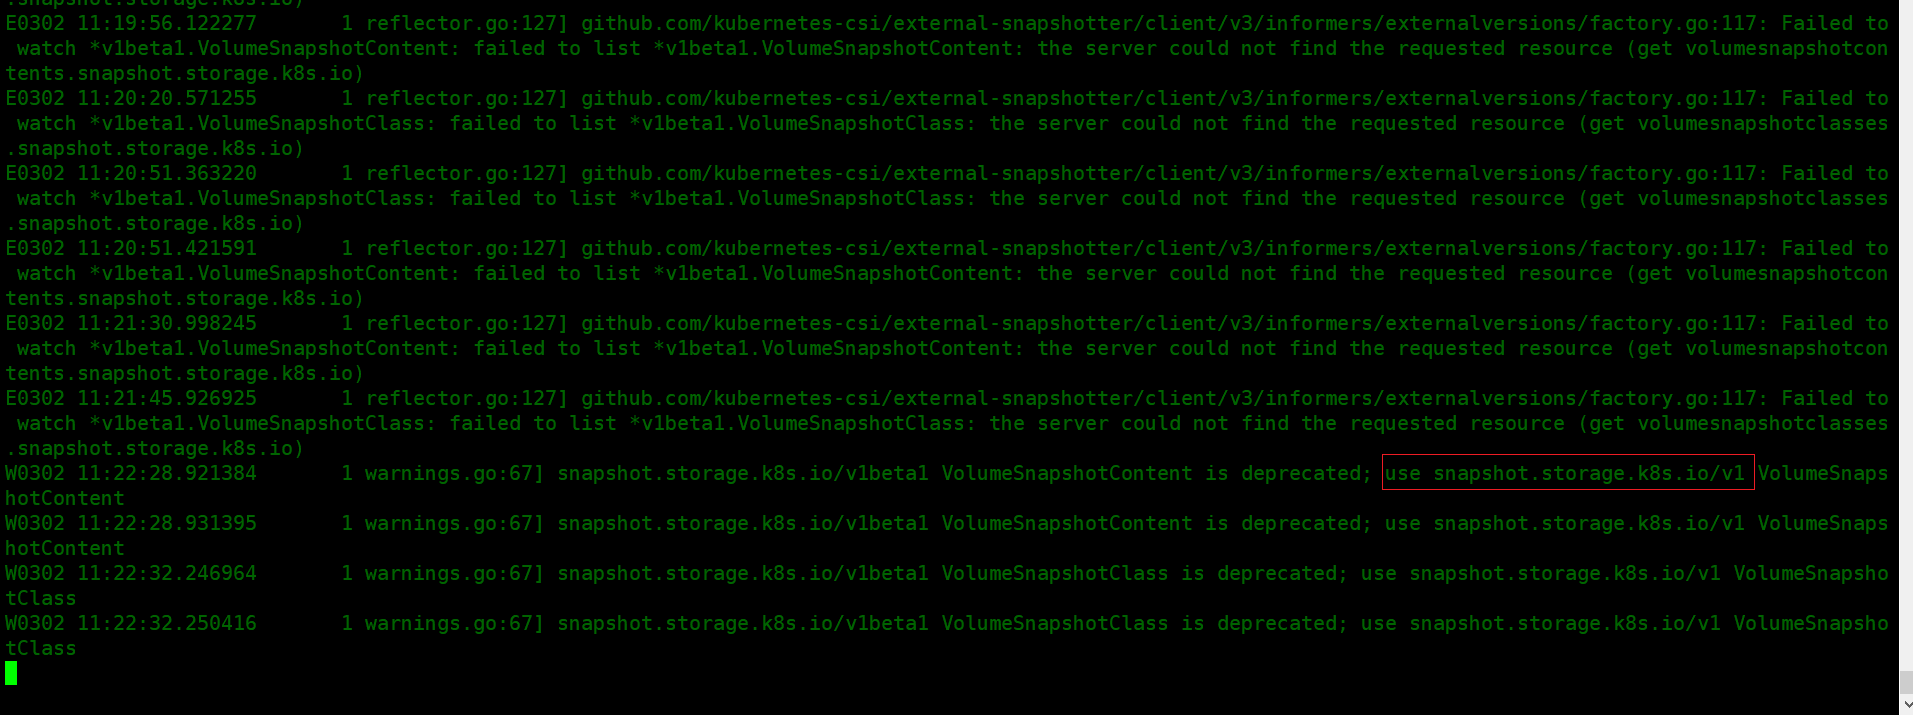 .snapshot.storage.k8s.io)
E0302 11:19:56.122277       1 reflector.go:127] github.com/kubernetes-csi/external-snapshotter/client/v3/informers/externalversions/factory.go:117: Failed to
 watch *v1beta1.VolumeSnapshotContent: failed to list *v1beta1.VolumeSnapshotContent: the server could not find the requested resource (get volumesnapshotcon
tents.snapshot.storage.k8s.io)
E0302 11:20:20.571255       1 reflector.go:127] github.com/kubernetes-csi/external-snapshotter/client/v3/informers/externalversions/factory.go:117: Failed to
 watch *v1beta1.VolumeSnapshotClass: failed to list *v1beta1.VolumeSnapshotClass: the server could not find the requested resource (get volumesnapshotclasses
.snapshot.storage.k8s.io)
E0302 11:20:51.363220       1 reflector.go:127] github.com/kubernetes-csi/external-snapshotter/client/v3/informers/externalversions/factory.go:117: Failed to
 watch *v1beta1.VolumeSnapshotClass: failed to list *v1beta1.VolumeSnapshotClass: the server could not find the requested resource (get volumesnapshotclasses
.snapshot.storage.k8s.io)
E0302 11:20:51.421591       1 reflector.go:127] github.com/kubernetes-csi/external-snapshotter/client/v3/informers/externalversions/factory.go:117: Failed to
 watch *v1beta1.VolumeSnapshotContent: failed to list *v1beta1.VolumeSnapshotContent: the server could not find the requested resource (get volumesnapshotcon
tents.snapshot.storage.k8s.io)
E0302 11:21:30.998245       1 reflector.go:127] github.com/kubernetes-csi/external-snapshotter/client/v3/informers/externalversions/factory.go:117: Failed to
 watch *v1beta1.VolumeSnapshotContent: failed to list *v1beta1.VolumeSnapshotContent: the server could not find the requested resource (get volumesnapshotcon
tents.snapshot.storage.k8s.io)
E0302 11:21:45.926925       1 reflector.go:127] github.com/kubernetes-csi/external-snapshotter/client/v3/informers/externalversions/factory.go:117: Failed to
 watch *v1beta1.VolumeSnapshotClass: failed to list *v1beta1.VolumeSnapshotClass: the server could not find the requested resource (get volumesnapshotclasses
.snapshot.storage.k8s.io)
W0302 11:22:28.921384       1 warnings.go:67] snapshot.storage.k8s.io/v1beta1 VolumeSnapshotContent is deprecated; use snapshot.storage.k8s.io/v1 VolumeSnaps
hotContent
W0302 11:22:28.931395       1 warnings.go:67] snapshot.storage.k8s.io/v1beta1 VolumeSnapshotContent is deprecated; use snapshot.storage.k8s.io/v1 VolumeSnaps
hotContent
W0302 11:22:32.246964       1 warnings.go:67] snapshot.storage.k8s.io/v1beta1 VolumeSnapshotClass is deprecated; use snapshot.storage.k8s.io/v1 VolumeSnapsho
tClass
W0302 11:22:32.250416       1 warnings.go:67] snapshot.storage.k8s.io/v1beta1 VolumeSnapshotClass is deprecated; use snapshot.storage.k8s.io/v1 VolumeSnapsho
tClass